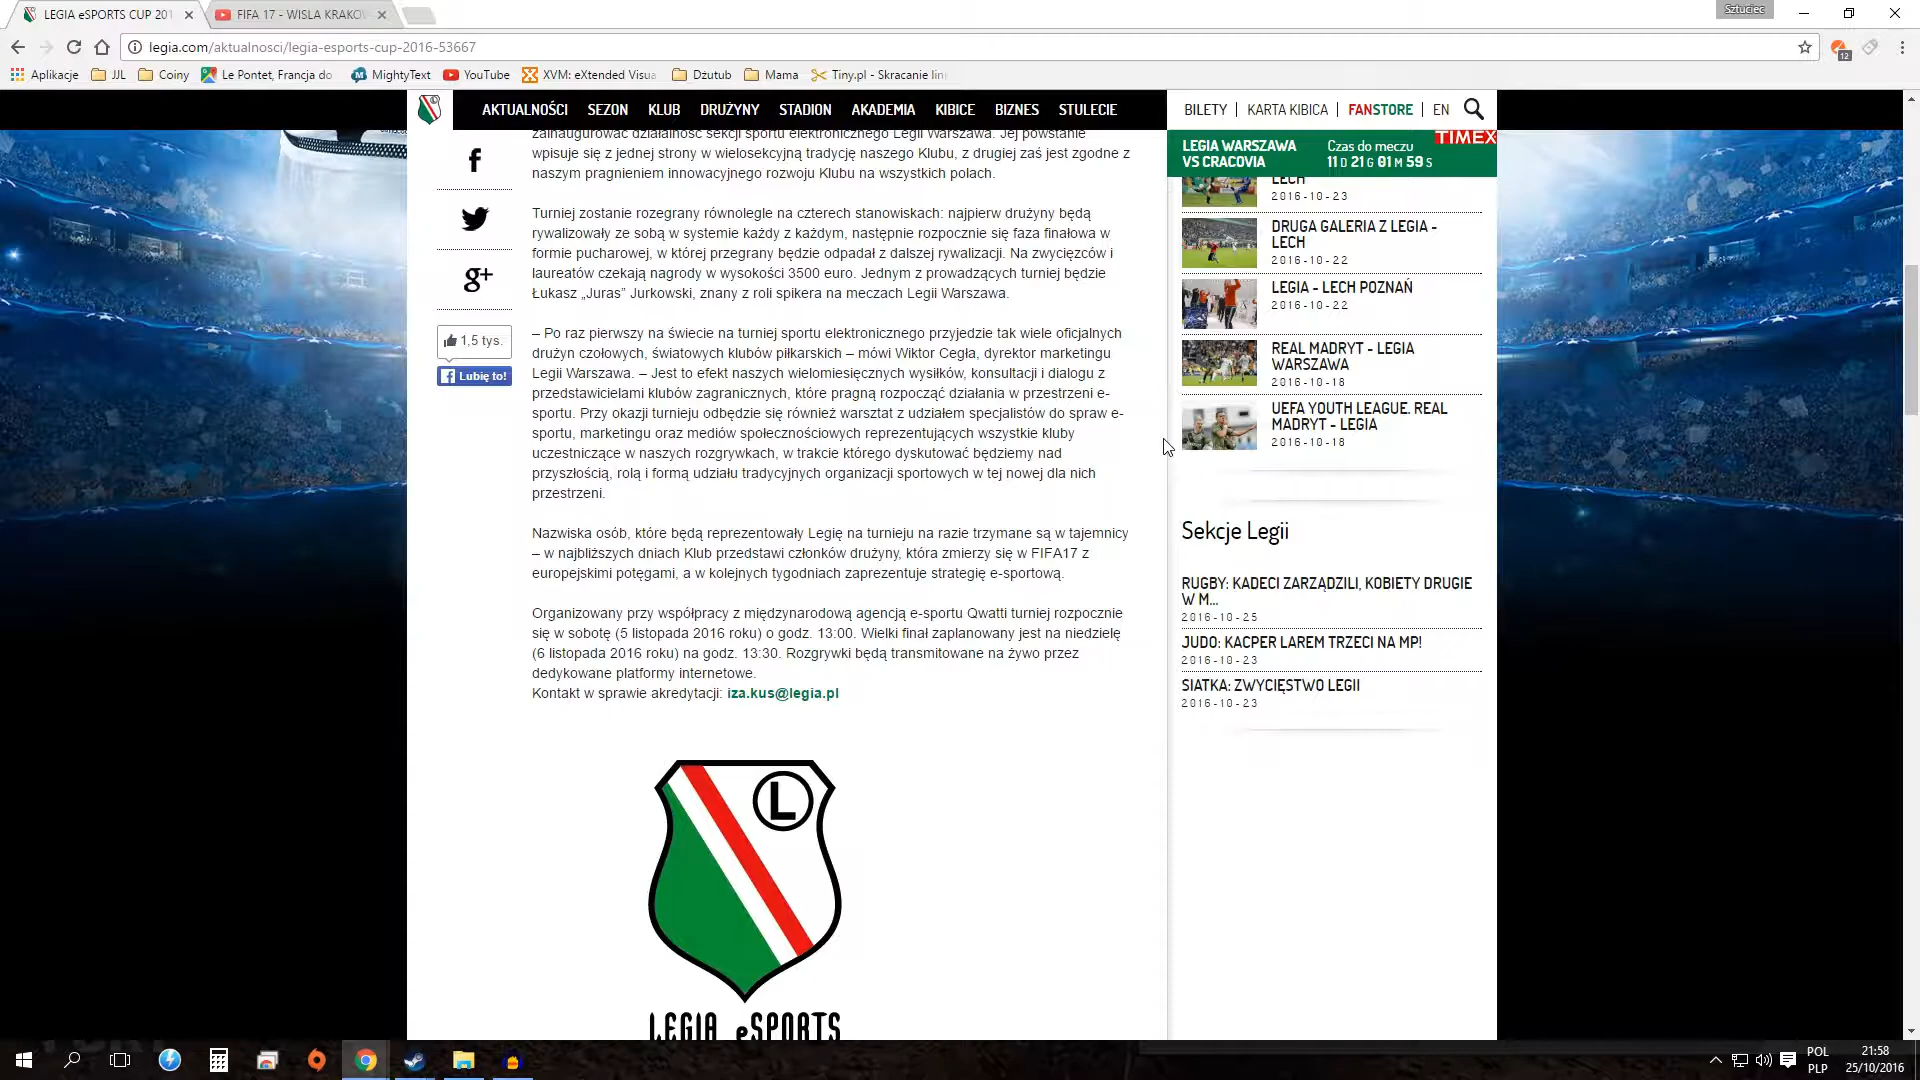 LEGIA eSPORTS CUP 201
FIFA 17 - WISLA KRAKOW
Sztuciec
legia.com/aktualnosci/legia-esports-cup-2016-53667
12
Aplikacje
JJL
Coiny
Le Pontet, Francja do
MightyText
YouTube
XVM: eXtended Visua
Dżutub
Mama
Tiny.pl - Skracanie lin
AKTUALNOŚCI
SEZON
KLUB
DRUŻYNY
STADION
AKADEMIA
KIBICE
BIZNES
STULECIE
BILETY
KARTA KIBICA
FANSTORE
EN
zainaugurować działalność sekcji sportu elektronicznego Legii Warszawa. Jej powstanie
wpisuje się z jednej strony w wielosekcyjną tradycję naszego Klubu, z drugiej zaś jest zgodne z
naszym pragnieniem innowacyjnego rozwoju Klubu na wszystkich polach.
Turniej zostanie rozegrany równolegle na czterech stanowiskach: najpierw drużyny będą
rywalizowały ze sobą w systemie każdy z każdym, następnie rozpocznie się faza finałowa w
formie pucharowej, w której przegrany będzie odpadał z dalszej rywalizacji. Na zwycięzców i
laureatów czekają nagrody w wysokości 3500 euro. Jednym z prowadzących turniej będzie
Łukasz „Juras” Jurkowski, znany z roli spikera na meczach Legii Warszawa.
– Po raz pierwszy na świecie na turniej sportu elektronicznego przyjedzie tak wiele oficjalnych
drużyn czołowych, światowych klubów piłkarskich – mówi Wiktor Cegła, dyrektor marketingu
Legii Warszawa. – Jest to efekt naszych wielomiesięcznych wysiłków, konsultacji i dialogu z
przedstawicielami klubów zagranicznych, które pragną rozpocząć działania w przestrzeni e-
sportu. Przy okazji turnieju odbędzie się również warsztat z udziałem specjalistów do spraw e-
sportu, marketingu oraz mediów społecznościowych reprezentujących wszystkie kluby
uczestniczące w naszych rozgrywkach, w trakcie którego dyskutować będziemy nad
przyszłością, rolą i formą udziału tradycyjnych organizacji sportowych w tej nowej dla nich
przestrzeni.
Nazwiska osób, które będą reprezentowały Legię na turnieju na razie trzymane są w tajemnicy
– w najbliższych dniach Klub przedstawi członków drużyny, która zmierzy się w FIFA17 z
europejskimi potęgami, a w kolejnych tygodniach zaprezentuje strategię e-sportową.
Organizowany przy współpracy z międzynarodową agencją e-sportu Qwatti turniej rozpocznie
się w sobotę (5 listopada 2016 roku) o godz. 13:00. Wielki finał zaplanowany jest na niedzielę
(6 listopada 2016 roku) na godz. 13:30. Rozgrywki będą transmitowane na żywo przez
dedykowane platformy internetowe.
Kontakt w sprawie akredytacji: iza.kus@legia.pl
f
g+
1,5 tys.
Lubię to!
L
LEGIA eSPORTS
TIMEX
LEGIA WARSZAWA
VS CRACOVIA
Czas do meczu
11 D 21 G 01 M 59 S
LECH
2016-10-23
DRUGA GALERIA Z LEGIA -
LECH
2016-10-22
LEGIA - LECH POZNAŃ
2016-10-22
REAL MADRYT - LEGIA
WARSZAWA
2016-10-18
UEFA YOUTH LEAGUE. REAL
MADRYT - LEGIA
2016-10-18
Sekcje Legii
RUGBY: KADECI ZARZĄDZILI, KOBIETY DRUGIE
W M...
2016-10-25
JUDO: KACPER LAREM TRZECI NA MP!
2016-10-23
SIATKA: ZWYCIĘSTWO LEGII
2016-10-23
POL
PLP
21:58
25/10/2016